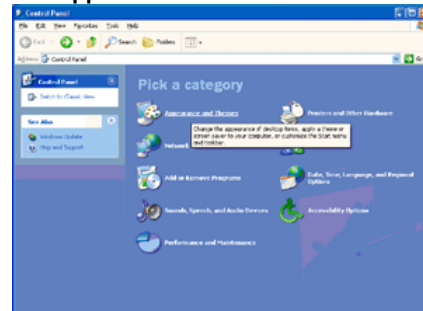 Control Panel
File Edit View Favorites Tools Help
Back Search Folders
Address Control Panel Go
Control Panel
Switch to Classic View
See Also
Windows Update
Help and Support
Pick a category
Appearance and Themes
Printers and Other Hardware
Change the appearance of desktop items, apply a theme or
screen saver to your computer, or customize the Start menu
and taskbar.
Network
Add or Remove Programs
Date, Time, Language, and Regional
Options
Sounds, Speech, and Audio Devices
Accessibility Options
Performance and Maintenance